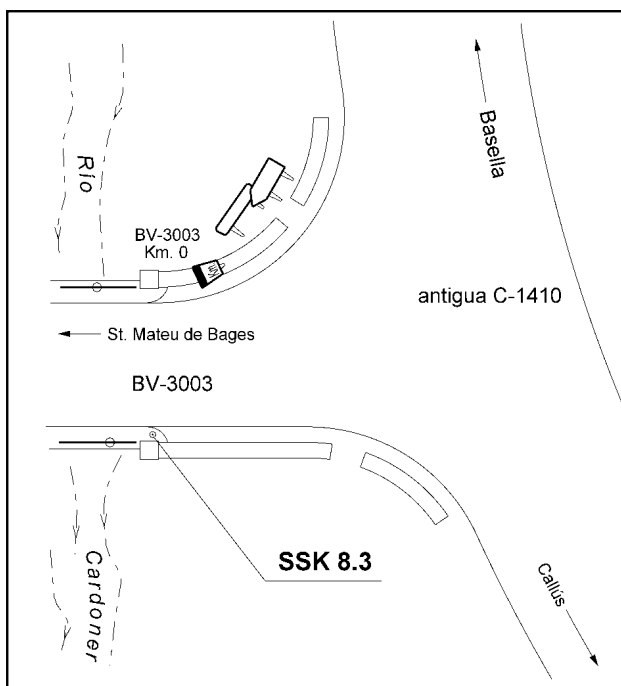 Basella
Río
BV-3003
Km. 0
Km
antigua C-1410
St. Mateu de Bages
BV-3003
SSK 8.3
Cardoner
Callús